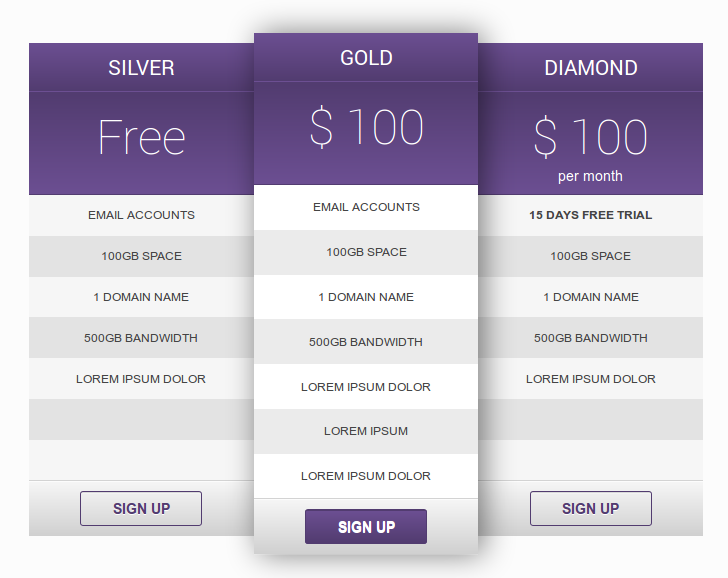 SILVER
Free
EMAIL ACCOUNTS
100GB SPACE
1 DOMAIN NAME
500GB BANDWIDTH
LOREM IPSUM DOLOR
SIGN UP
GOLD
$ 100
EMAIL ACCOUNTS
100GB SPACE
1 DOMAIN NAME
500GB BANDWIDTH
LOREM IPSUM DOLOR
LOREM IPSUM
LOREM IPSUM DOLOR
SIGN UP
DIAMOND
$ 100
per month
15 DAYS FREE TRIAL
100GB SPACE
1 DOMAIN NAME
500GB BANDWIDTH
LOREM IPSUM DOLOR
SIGN UP